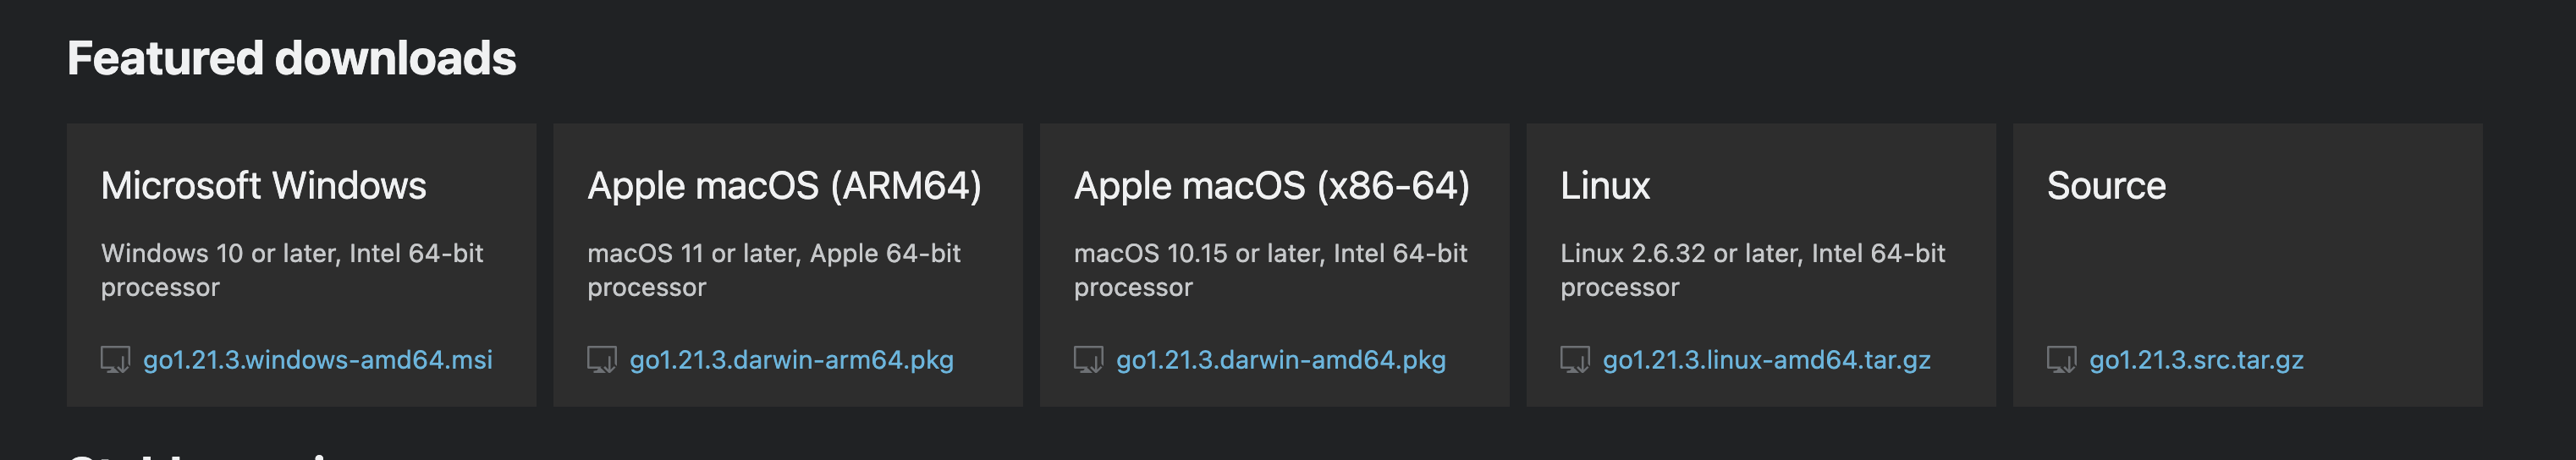 Featured downloads
Microsoft Windows
Windows 10 or later, Intel 64-bit
processor
go1.21.3.windows-amd64.msi
Apple macOS (ARM64)
macOS 11 or later, Apple 64-bit
processor
go1.21.3.darwin-arm64.pkg
Apple macOS (x86-64)
macOS 10.15 or later, Intel 64-bit
processor
go1.21.3.darwin-amd64.pkg
Linux
Linux 2.6.32 or later, Intel 64-bit
processor
go1.21.3.linux-amd64.tar.gz
Source
go1.21.3.src.tar.gz